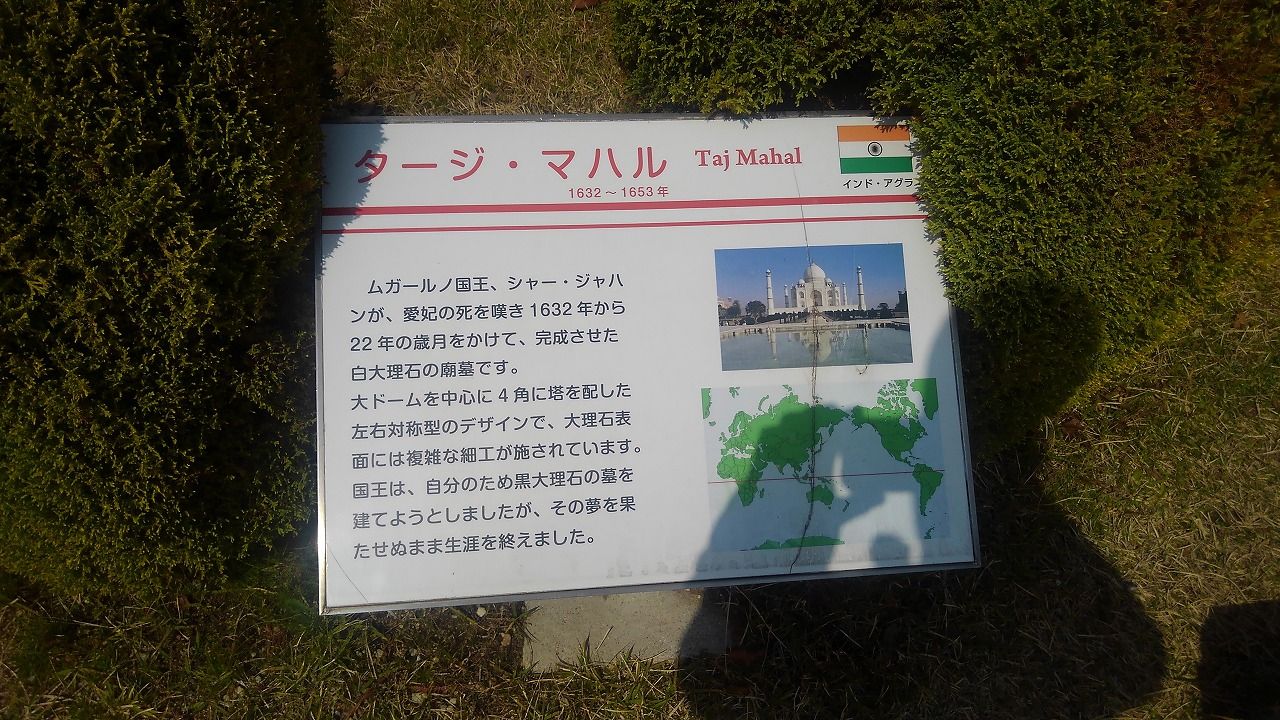 タージ・マハル Taj Mahal
1632～1653年
インド・アグラ
ムガールノ国王、シャー・ジャハ
ンが、愛妃の死を嘆き1632年から
22年の歳月をかけて、完成させた
白大理石の廟墓です。
大ドームを中心に4角に塔を配した
左右対称型のデザインで、大理石表
面には複雑な細工が施されています。
国王は、自分のため黒大理石の墓を
建てようとしましたが、その夢を果
たせぬまま生涯を終えました。